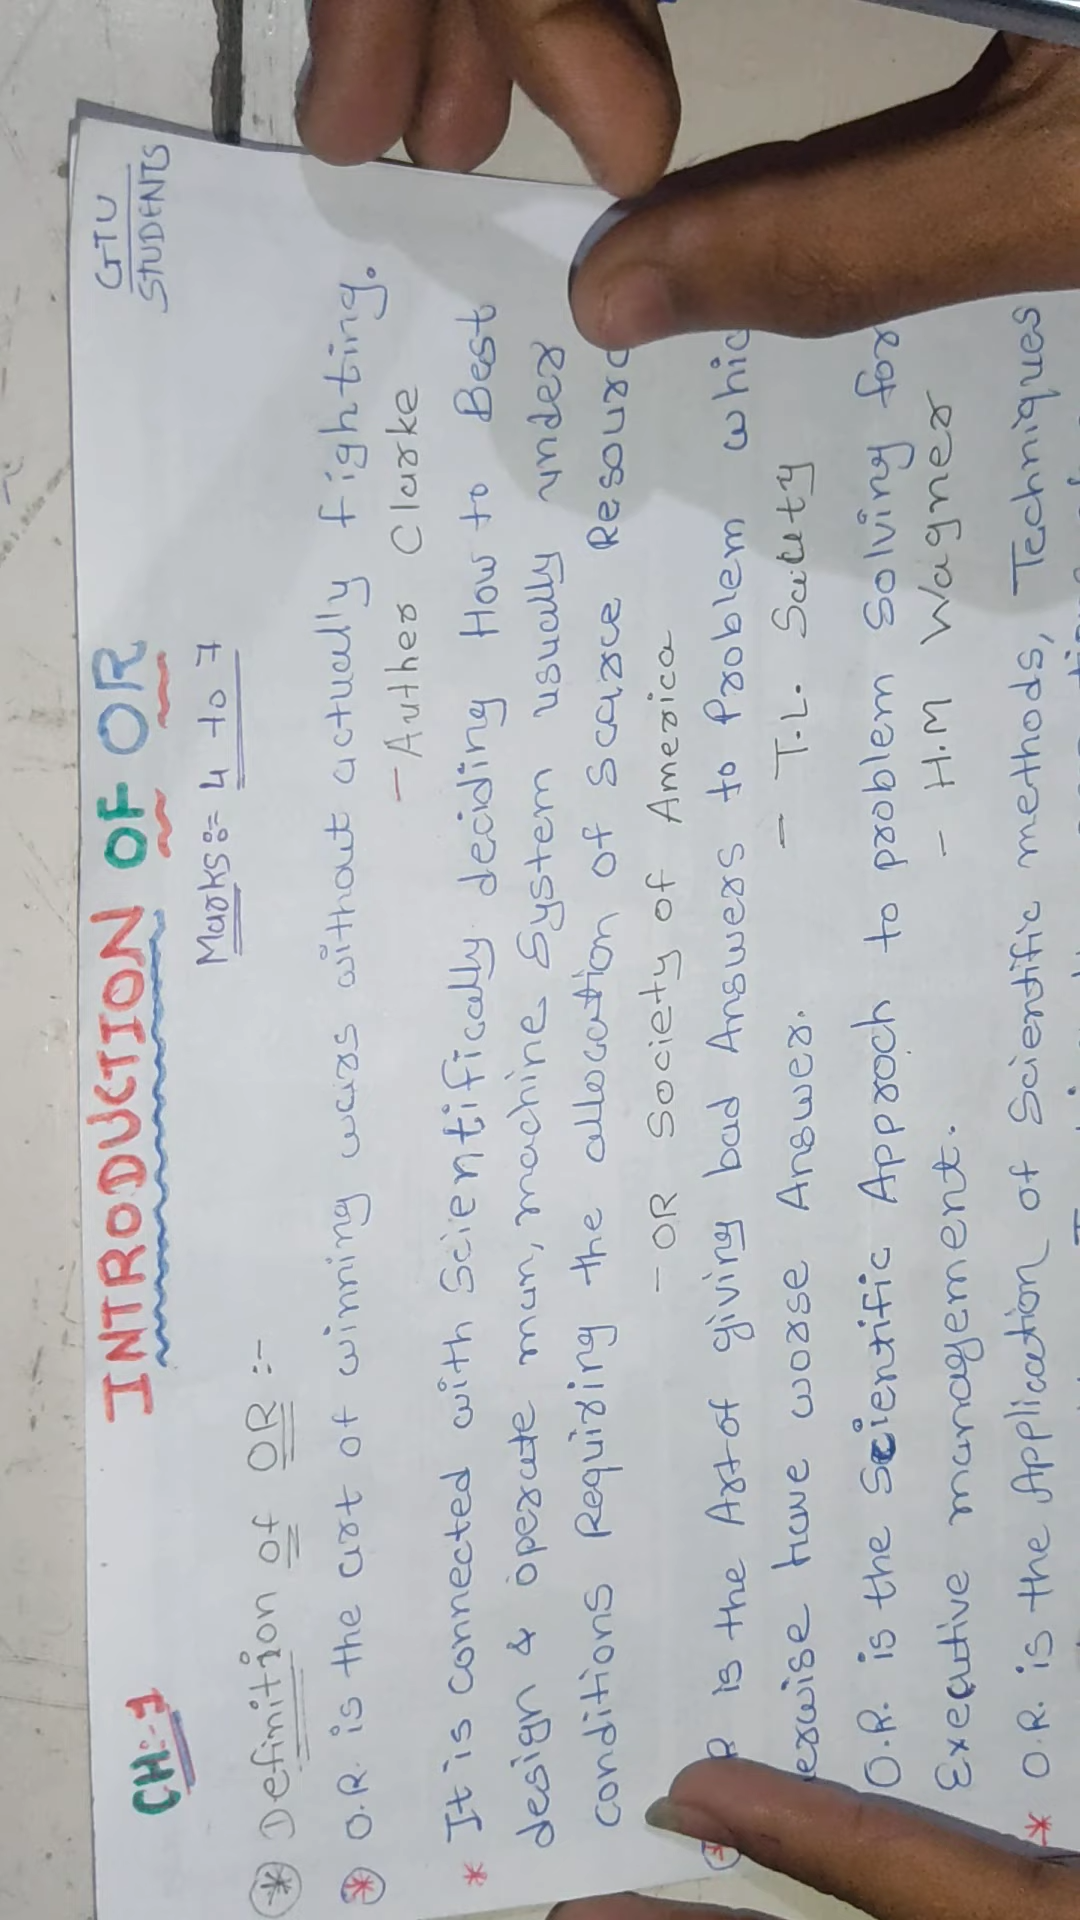 GTU
STUDENTS
CH:-1 INTRODUCTION OF OR
Marks:- 4 to 7
* Definition of OR :-
* O.R. is the art of winning wars without actually fighting.
- Auther Clarke
* It is connected with Scientifically deciding How to Best
design & operate man, machine System usually under
conditions Requiring the allocation of Scarce Resourc
- OR Society of America
* R is the Art of giving bad Answers to Problem whic
erwise have worse Answer. - T.L. Saaty
O.R. is the Scientific Approch to problem Solving for
Executive management. - H.M Wagner
* O.R. is the Application of Scientific methods, Techniques